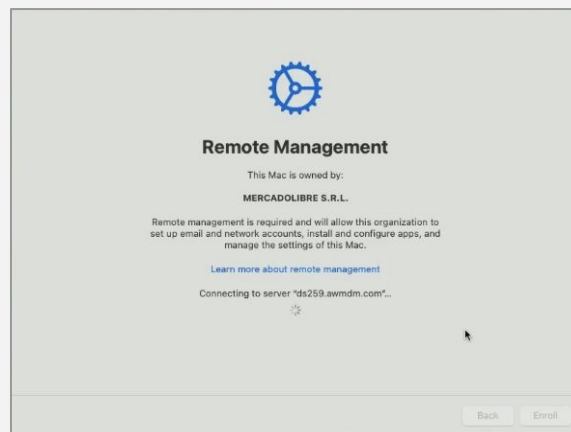 Remote Management
This Mac is owned by:
MERCADOLIBRE S.R.L.
Remote management is required and will allow this organization to
set up email and network accounts, install and configure apps, and
manage the settings of this Mac.
Learn more about remote management
Connecting to server "ds259.awmdm.com"...
Back Enroll